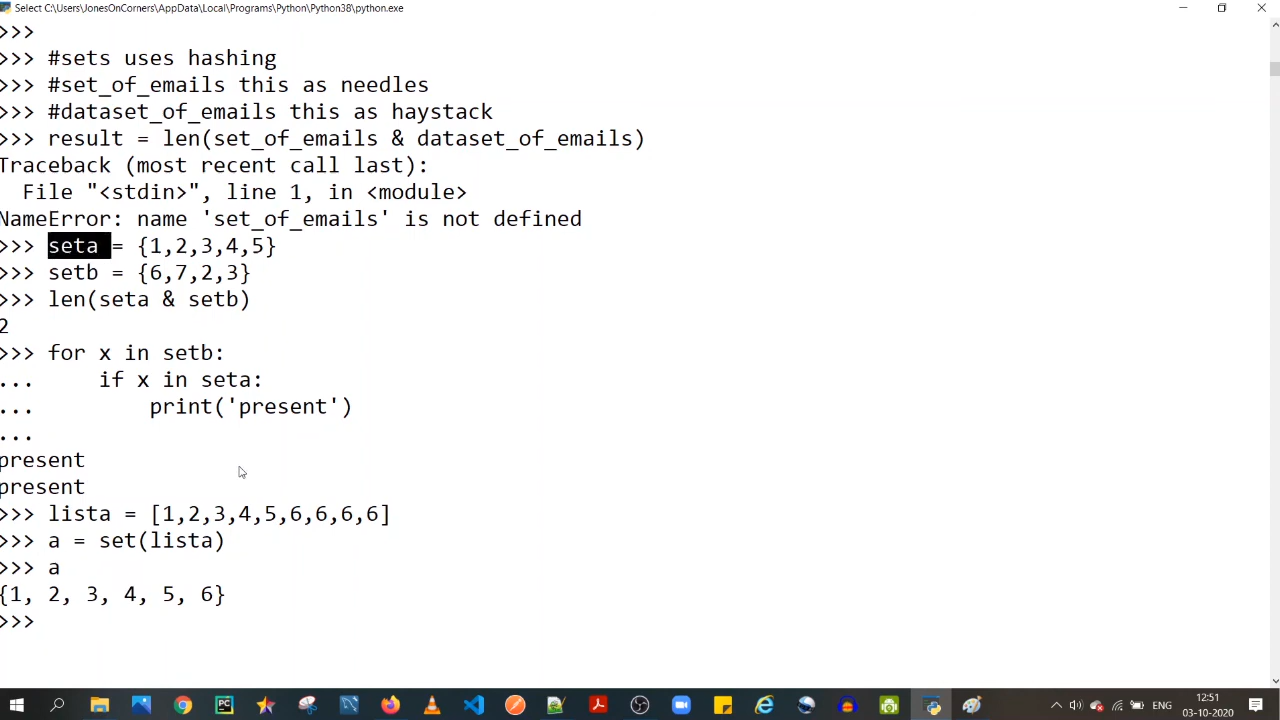 Select C:\Users\JonesOnCorners\AppData\Local\Programs\Python\Python38\python.exe
>>>
>>> #sets uses hashing
>>> #set_of_emails this as needles
>>> #dataset_of_emails this as haystack
>>> result = len(set_of_emails & dataset_of_emails)
Traceback (most recent call last):
  File "<stdin>", line 1, in <module>
NameError: name 'set_of_emails' is not defined
>>> seta = {1,2,3,4,5}
>>> setb = {6,7,2,3}
>>> len(seta & setb)
2
>>> for x in setb:
...     if x in seta:
...         print('present')
...
present
present
>>> lista = [1,2,3,4,5,6,6,6,6]
>>> a = set(lista)
>>> a
{1, 2, 3, 4, 5, 6}
>>>
PC
ENG
12:51
03-10-2020